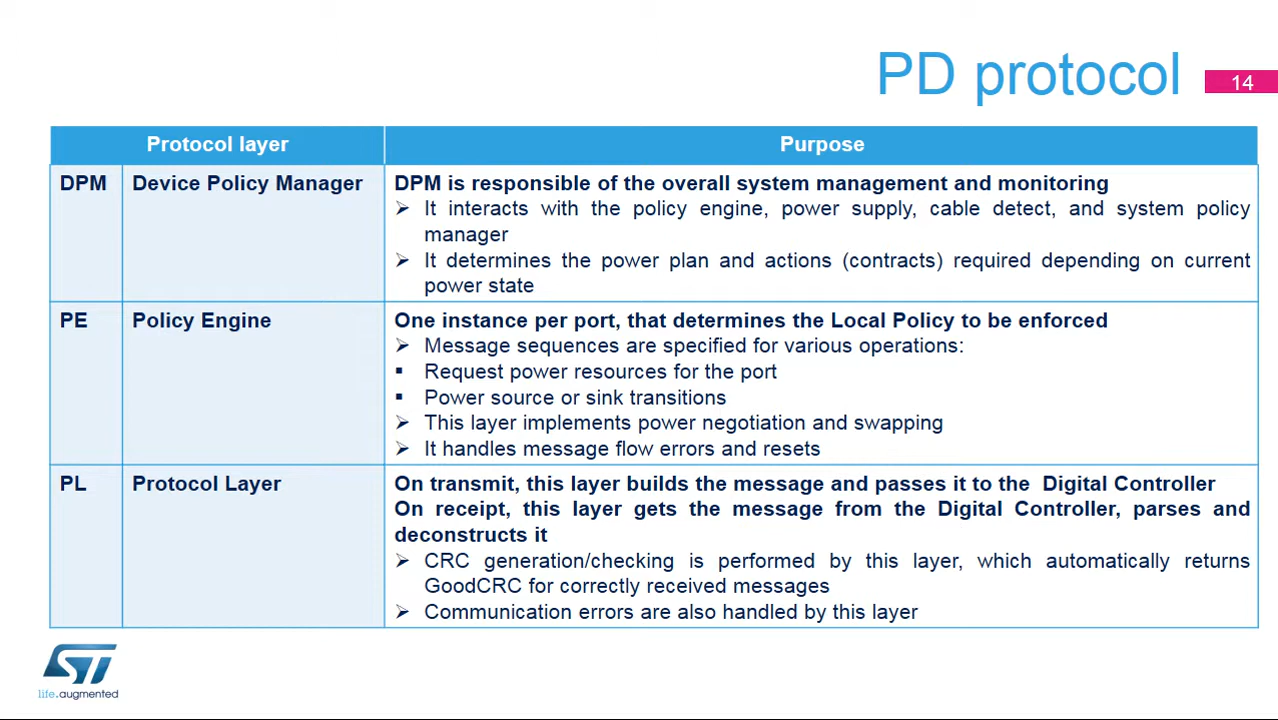 PD protocol
14
Protocol layer
Purpose
DPM
Device Policy Manager
DPM is responsible of the overall system management and monitoring
➢ It interacts with the policy engine, power supply, cable detect, and system policy
manager
➢ It determines the power plan and actions (contracts) required depending on current
power state
PE
Policy Engine
One instance per port, that determines the Local Policy to be enforced
➢ Message sequences are specified for various operations:
▪ Request power resources for the port
▪ Power source or sink transitions
➢ This layer implements power negotiation and swapping
➢ It handles message flow errors and resets
PL
Protocol Layer
On transmit, this layer builds the message and passes it to the Digital Controller
On receipt, this layer gets the message from the Digital Controller, parses and
deconstructs it
➢ CRC generation/checking is performed by this layer, which automatically returns
GoodCRC for correctly received messages
➢ Communication errors are also handled by this layer
ST
life.augmented